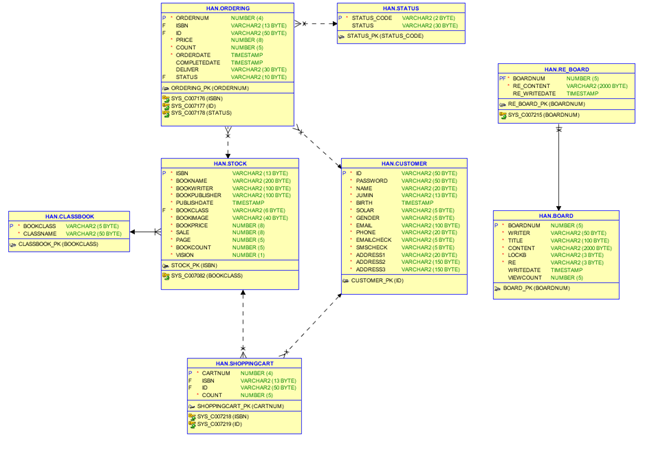 HAN.ORDERING
P * ORDERNUM NUMBER (4)
F ISBN VARCHAR2 (13 BYTE)
F ID VARCHAR2 (50 BYTE)
* PRICE NUMBER (8)
* COUNT NUMBER (5)
* ORDERDATE TIMESTAMP
COMPLETEDATE TIMESTAMP
DELIVER VARCHAR2 (30 BYTE)
F STATUS VARCHAR2 (10 BYTE)
ORDERING_PK (ORDERNUM)
SYS_C007176 (ISBN)
SYS_C007177 (ID)
SYS_C007178 (STATUS)
HAN.STATUS
P * STATUS_CODE VARCHAR2 (2 BYTE)
STATUS VARCHAR2 (30 BYTE)
STATUS_PK (STATUS_CODE)
HAN.RE_BOARD
PF * BOARDNUM NUMBER (5)
* RE_CONTENT VARCHAR2 (2000 BYTE)
RE_WRITEDATE TIMESTAMP
RE_BOARD_PK (BOARDNUM)
SYS_C007215 (BOARDNUM)
HAN.STOCK
P * ISBN VARCHAR2 (13 BYTE)
* BOOKNAME VARCHAR2 (200 BYTE)
* BOOKWRITER VARCHAR2 (100 BYTE)
* BOOKPUBLISHER VARCHAR2 (100 BYTE)
* PUBLISHDATE TIMESTAMP
F * BOOKCLASS VARCHAR2 (6 BYTE)
* BOOKIMAGE VARCHAR2 (40 BYTE)
* BOOKPRICE NUMBER (8)
* SALE NUMBER (8)
* PAGE NUMBER (5)
* BOOKCOUNT NUMBER (5)
* VISION NUMBER (1)
STOCK_PK (ISBN)
SYS_C007082 (BOOKCLASS)
HAN.CUSTOMER
P * ID VARCHAR2 (50 BYTE)
* PASSWORD VARCHAR2 (50 BYTE)
* NAME VARCHAR2 (20 BYTE)
* JUMIN VARCHAR2 (13 BYTE)
* BIRTH TIMESTAMP
* SOLAR VARCHAR2 (5 BYTE)
* GENDER VARCHAR2 (5 BYTE)
* EMAIL VARCHAR2 (100 BYTE)
* PHONE VARCHAR2 (20 BYTE)
* EMAILCHECK VARCHAR2 (5 BYTE)
* SMSCHECK VARCHAR2 (5 BYTE)
* ADDRESS1 VARCHAR2 (20 BYTE)
* ADDRESS2 VARCHAR2 (150 BYTE)
* ADDRESS3 VARCHAR2 (150 BYTE)
CUSTOMER_PK (ID)
HAN.CLASSBOOK
P * BOOKCLASS VARCHAR2 (5 BYTE)
* CLASSNAME VARCHAR2 (50 BYTE)
CLASSBOOK_PK (BOOKCLASS)
HAN.BOARD
P * BOARDNUM NUMBER (5)
* WRITER VARCHAR2 (50 BYTE)
* TITLE VARCHAR2 (100 BYTE)
* CONTENT VARCHAR2 (2000 BYTE)
* LOCKB VARCHAR2 (3 BYTE)
* RE VARCHAR2 (3 BYTE)
* WRITEDATE TIMESTAMP
* VIEWCOUNT NUMBER (5)
BOARD_PK (BOARDNUM)
HAN.SHOPPINGCART
P * CARTNUM NUMBER (4)
F ISBN VARCHAR2 (13 BYTE)
F ID VARCHAR2 (50 BYTE)
* COUNT NUMBER (5)
SHOPPINGCART_PK (CARTNUM)
SYS_C007218 (ISBN)
SYS_C007219 (ID)